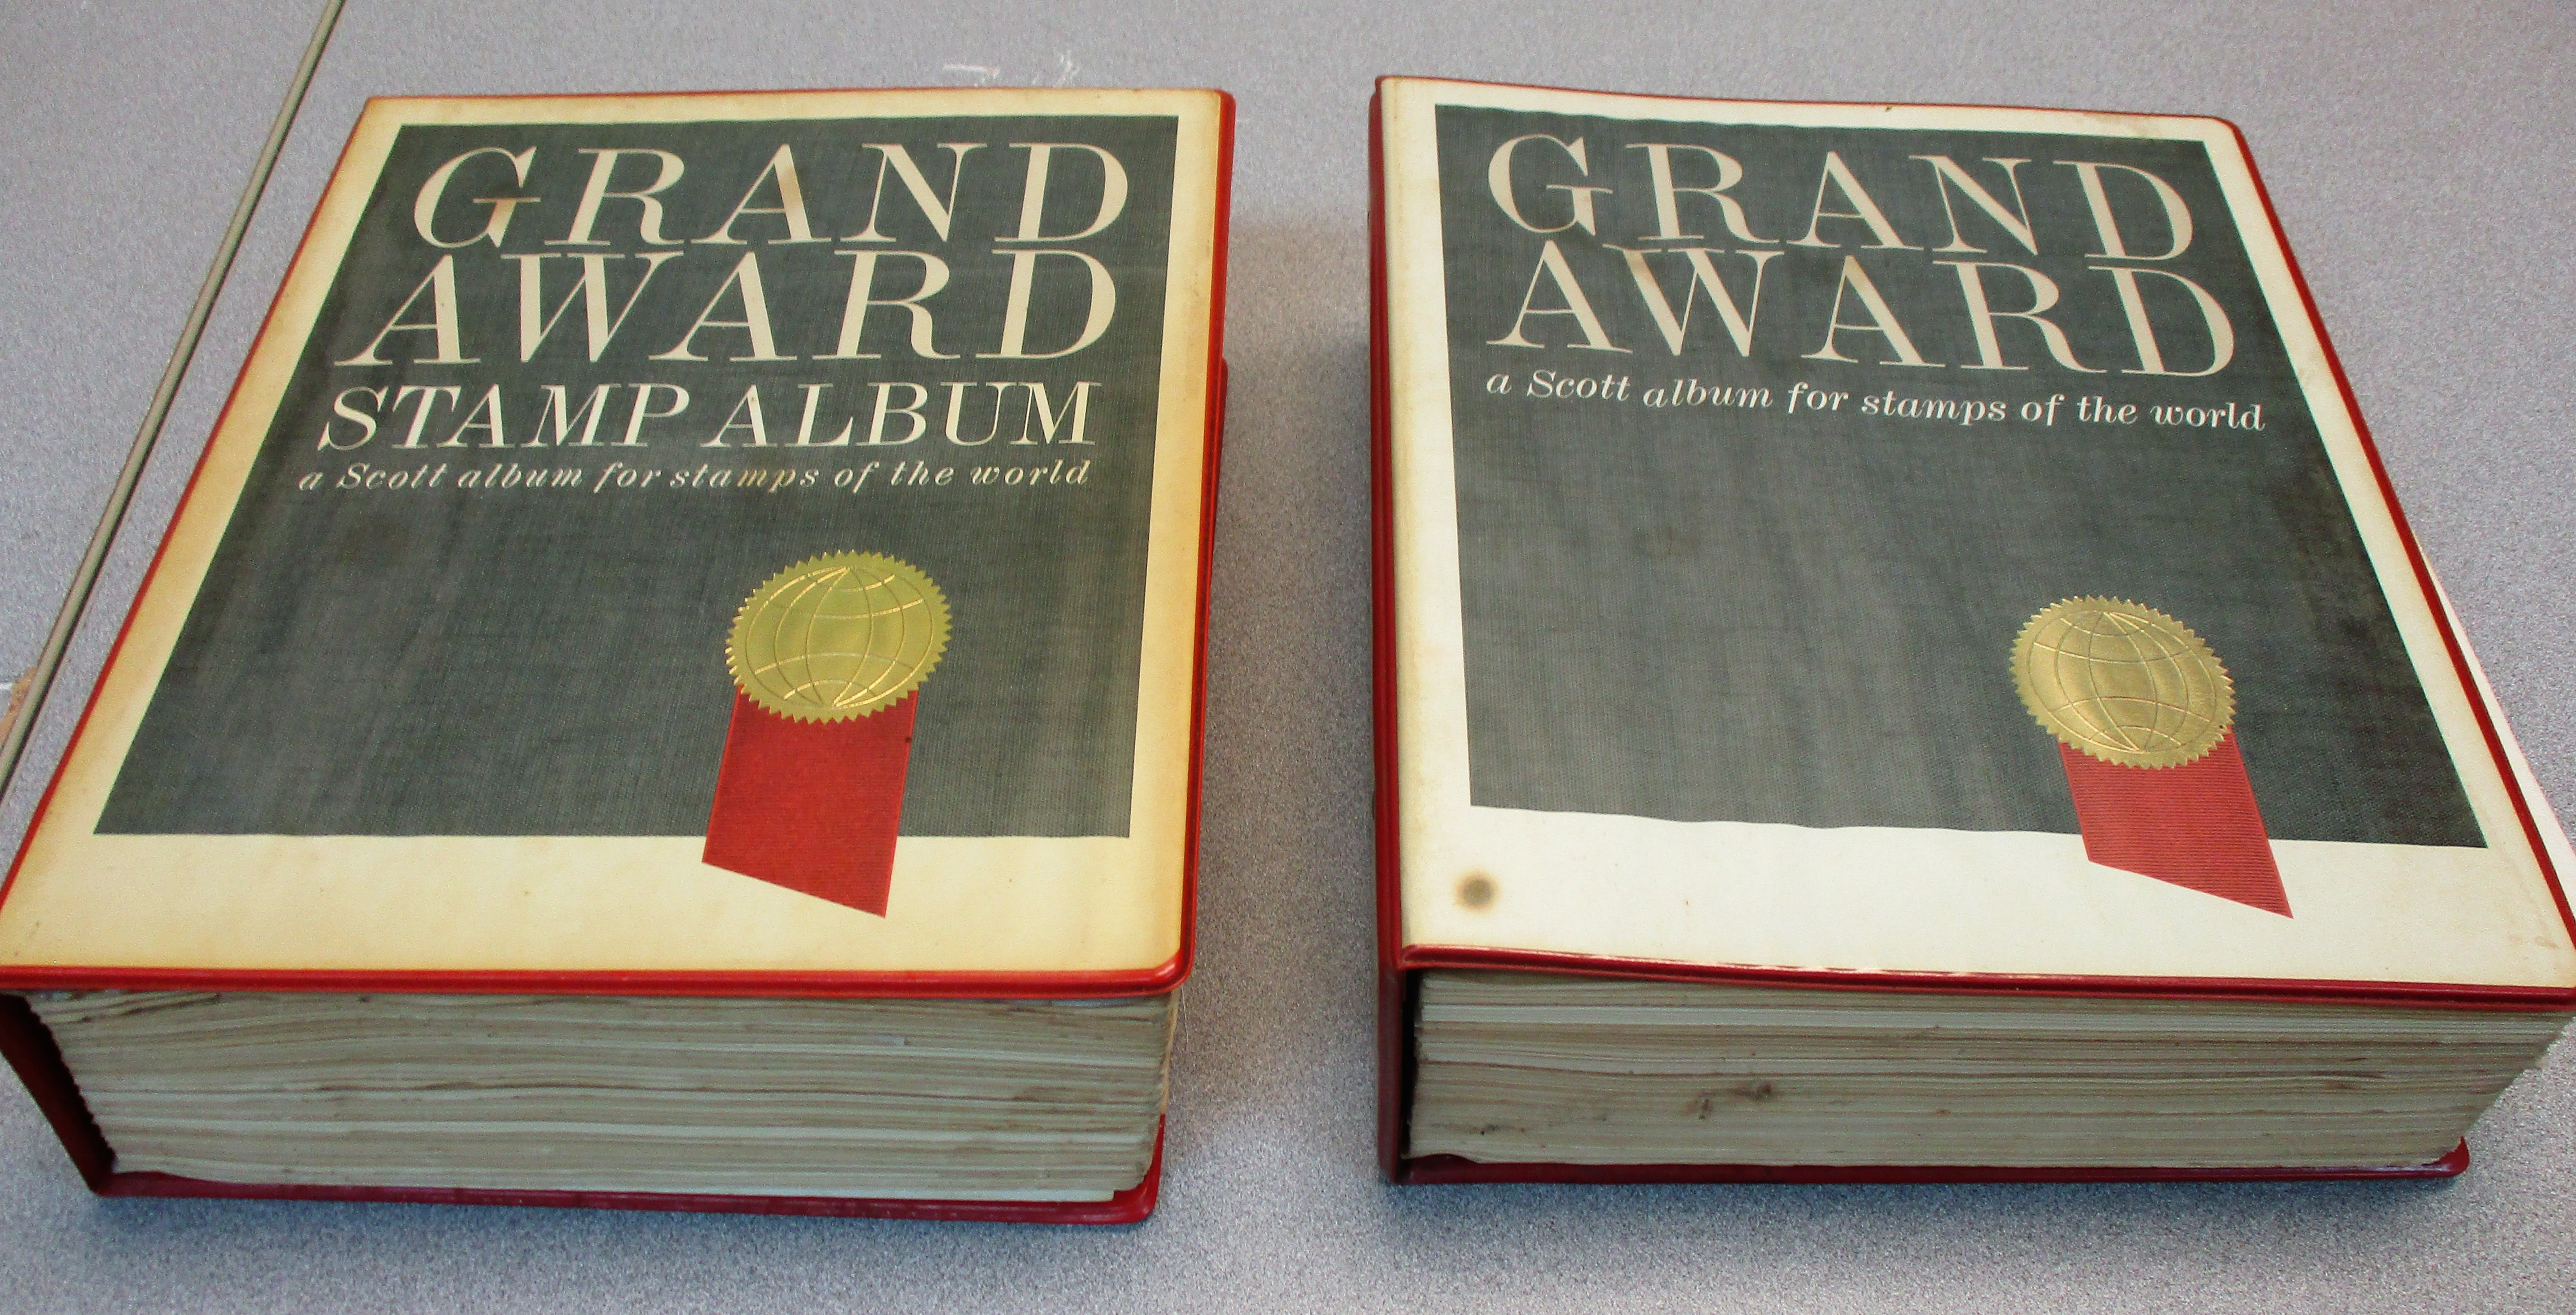 GRAND
AWARD
STAMP ALBUM
a Scott album for stamps of the world
GRAND
AWARD
a Scott album for stamps of the world